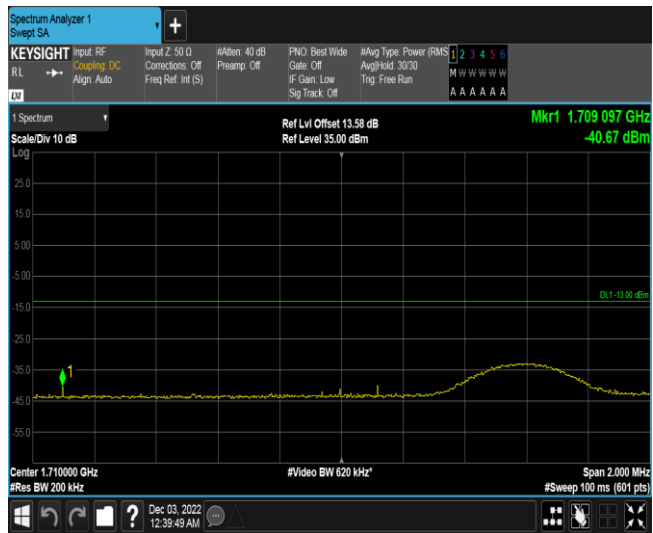 Spectrum Analyzer 1
Swept SA
+
KEYSIGHT
RL
LXI
Input: RF
Coupling: DC
Align: Auto
Input Z: 50 Ω
Corrections: Off
Freq Ref: Int (S)
#Atten: 40 dB
Preamp: Off
PNO: Best Wide
Gate: Off
IF Gain: Low
Sig Track: Off
#Avg Type: Power (RMS
Avg|Hold: 30/30
Trig: Free Run
1 2 3 4 5 6
M W W W W W
A A A A A A
1 Spectrum
Scale/Div 10 dB
Log
Ref Lvl Offset 13.58 dB
Ref Level 35.00 dBm
Mkr1 1.709 097 GHz
-40.67 dBm
25.0
15.0
5.00
-5.00
DL1 -13.00 dBm
-15.0
-25.0
-35.0
1
-45.0
-55.0
Center 1.710000 GHz
#Res BW 200 kHz
#Video BW 620 kHz*
Span 2.000 MHz
#Sweep 100 ms (601 pts)
?
Dec 03, 2022
12:39:49 AM